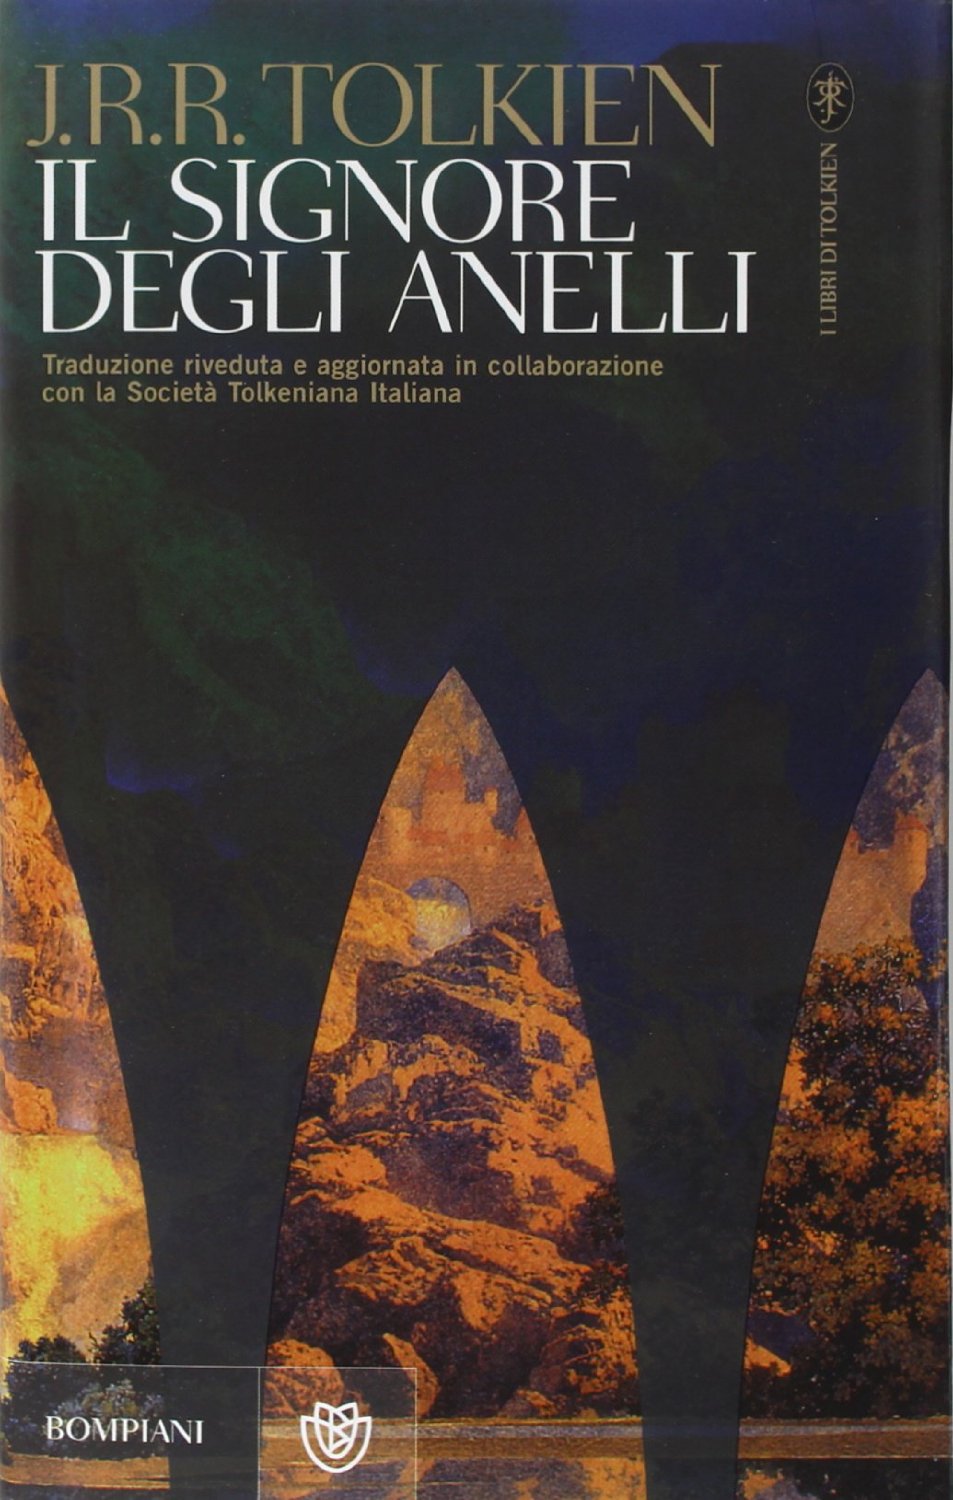 J.R.R. TOLKIEN
IL SIGNORE
DEGLI ANELLI
Traduzione riveduta e aggiornata in collaborazione
con la Società Tolkeniana Italiana
I LIBRI DI TOLKIEN
BOMPIANI